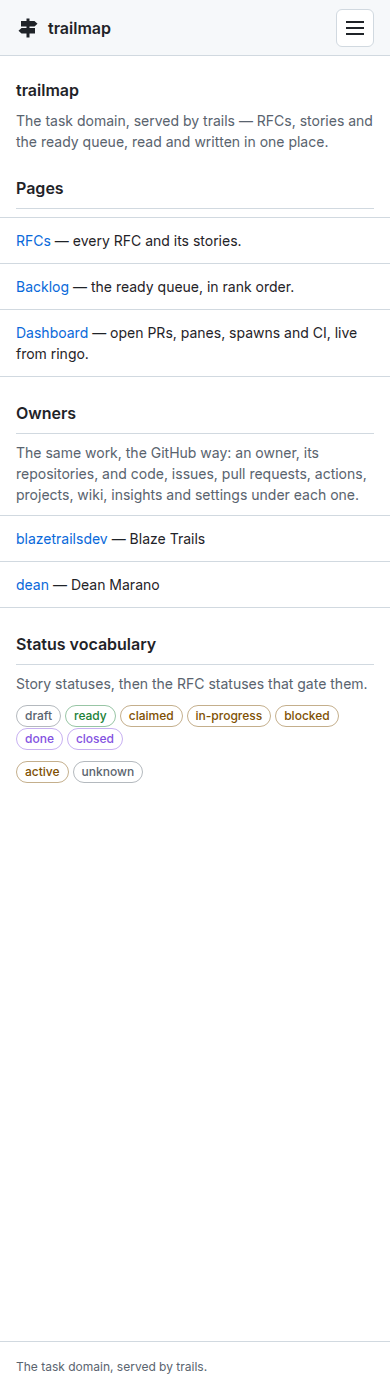 trailmap
trailmap
The task domain, served by trails — RFCs, stories and
the ready queue, read and written in one place.
Pages
RFCs — every RFC and its stories.
Backlog — the ready queue, in rank order.
Dashboard — open PRs, panes, spawns and CI, live
from ringo.
Owners
The same work, the GitHub way: an owner, its
repositories, and code, issues, pull requests, actions,
projects, wiki, insights and settings under each one.
blazetrailsdev — Blaze Trails
dean — Dean Marano
Status vocabulary
Story statuses, then the RFC statuses that gate them.
draft ready claimed in-progress blocked
done closed
active unknown
The task domain, served by trails.